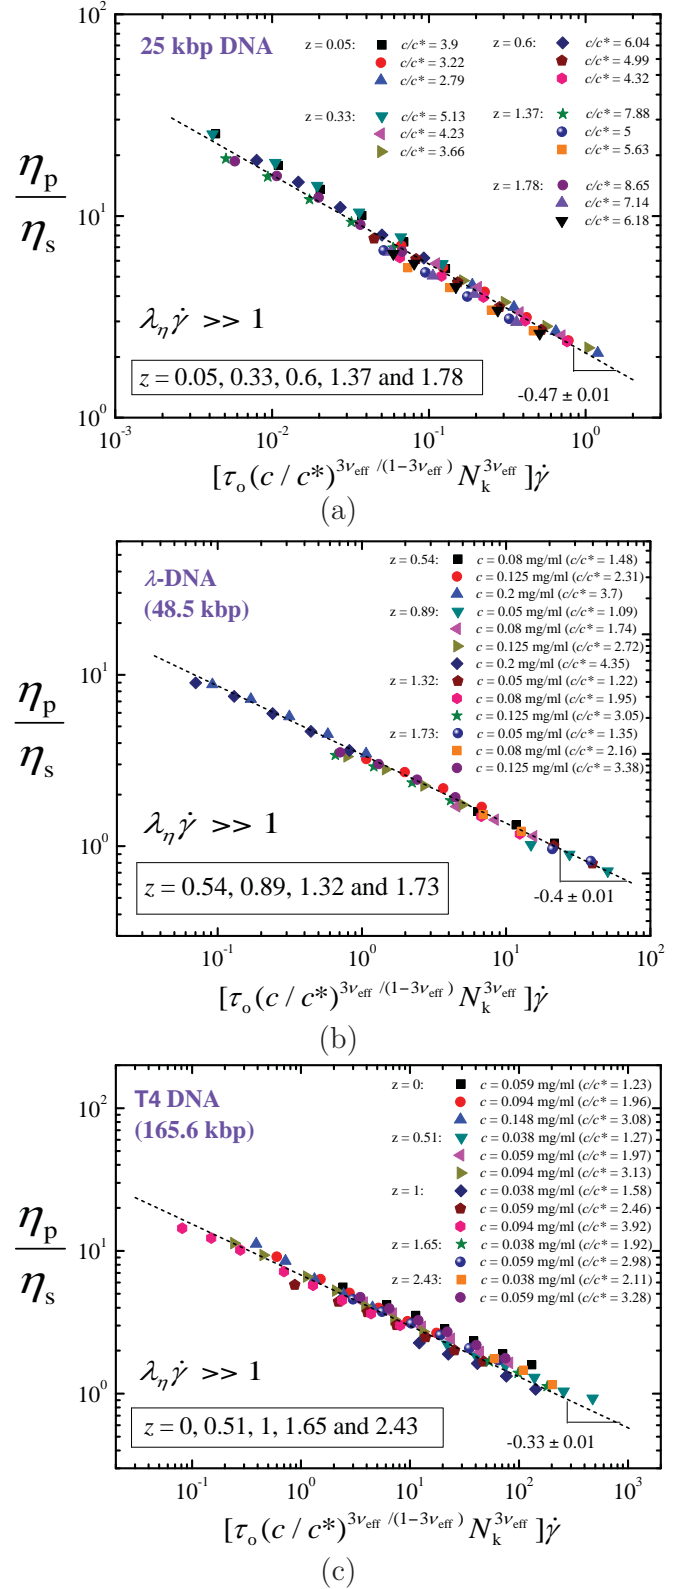 10²
25 kbp DNA
z = 0.05: c/c* = 3.9
c/c* = 3.22
c/c* = 2.79
z = 0.33: c/c* = 5.13
c/c* = 4.23
c/c* = 3.66
z = 0.6: c/c* = 6.04
c/c* = 4.99
c/c* = 4.32
z = 1.37: c/c* = 7.88
c/c* = 5
c/c* = 5.63
z = 1.78: c/c* = 8.65
c/c* = 7.14
c/c* = 6.18
ηp
ηs
10¹
λη γ̇ >> 1
z = 0.05, 0.33, 0.6, 1.37 and 1.78
-0.47 ± 0.01
10⁰
10⁻³ 10⁻² 10⁻¹ 10⁰
[τo (c / c*)^3νeff /(1−3νeff) Nk^3νeff ]γ̇
(a)
λ-DNA
(48.5 kbp)
z = 0.54: c = 0.08 mg/ml (c/c* = 1.48)
c = 0.125 mg/ml (c/c* = 2.31)
c = 0.2 mg/ml (c/c* = 3.7)
z = 0.89: c = 0.05 mg/ml (c/c* = 1.09)
c = 0.08 mg/ml (c/c* = 1.74)
c = 0.125 mg/ml (c/c* = 2.72)
c = 0.2 mg/ml (c/c* = 4.35)
z = 1.32: c = 0.05 mg/ml (c/c* = 1.22)
c = 0.08 mg/ml (c/c* = 1.95)
c = 0.125 mg/ml (c/c* = 3.05)
z = 1.73: c = 0.05 mg/ml (c/c* = 1.35)
c = 0.08 mg/ml (c/c* = 2.16)
c = 0.125 mg/ml (c/c* = 3.38)
10¹
ηp
ηs
10⁰
λη γ̇ >> 1
z = 0.54, 0.89, 1.32 and 1.73
-0.4 ± 0.01
10⁻¹ 10⁰ 10¹ 10²
[τo (c / c*)^3νeff /(1−3νeff) Nk^3νeff ]γ̇
(b)
10²
T4 DNA
(165.6 kbp)
z = 0: c = 0.059 mg/ml (c/c* = 1.23)
c = 0.094 mg/ml (c/c* = 1.96)
c = 0.148 mg/ml (c/c* = 3.08)
z = 0.51: c = 0.038 mg/ml (c/c* = 1.27)
c = 0.059 mg/ml (c/c* = 1.97)
c = 0.094 mg/ml (c/c* = 3.13)
z = 1: c = 0.038 mg/ml (c/c* = 1.58)
c = 0.059 mg/ml (c/c* = 2.46)
c = 0.094 mg/ml (c/c* = 3.92)
z = 1.65: c = 0.038 mg/ml (c/c* = 1.92)
c = 0.059 mg/ml (c/c* = 2.98)
z = 2.43: c = 0.038 mg/ml (c/c* = 2.11)
c = 0.059 mg/ml (c/c* = 3.28)
ηp
ηs
10¹
10⁰
λη γ̇ >> 1
z = 0, 0.51, 1, 1.65 and 2.43
-0.33 ± 0.01
10⁻¹ 10⁰ 10¹ 10² 10³
[τo (c / c*)^3νeff /(1−3νeff) Nk^3νeff ]γ̇
(c)